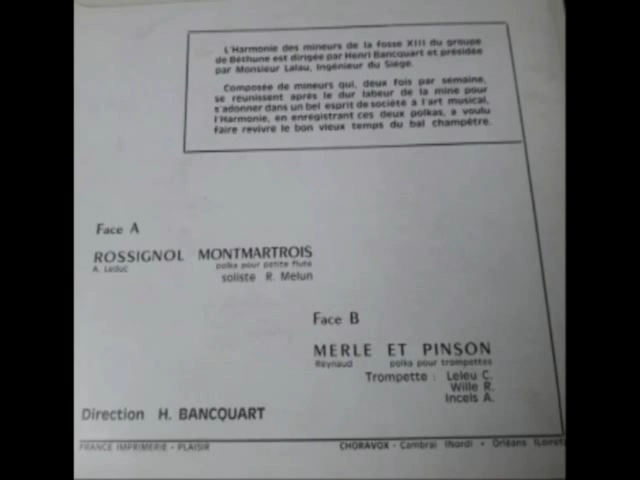 L'Harmonie des mineurs de la fosse XIII du groupe
de Béthune est dirigée par Henri Bancquart et présidée
par Monsieur Lalau, Ingénieur du Siège.
Composée de mineurs qui, deux fois par semaine,
se réunissent après le dur labeur de la mine pour
s'adonner dans un bel esprit de société à l'art musical,
l'Harmonie, en enregistrant ces deux polkas, a voulu
faire revivre le bon vieux temps du bal champêtre.
Face A
ROSSIGNOL MONTMARTROIS
A. Leduc polka pour petite flute
soliste R. Melun
Face B
MERLE ET PINSON
Reynaud polka pour trompettes
Trompette : Leleu C.
Wille R.
Incels A.
Direction H. BANCQUART
FRANCE IMPRIMERIE - PLAISIR CHORAVOX - Cambrai (Nord) - Orléans (Loiret)